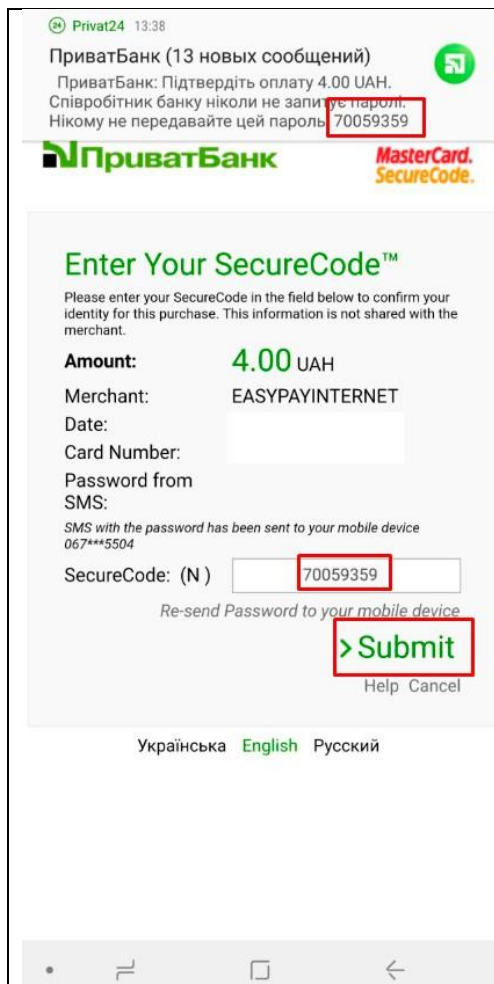 Privat24 13:38
ПриватБанк (13 новых сообщений)
ПриватБанк: Підтвердіть оплату 4.00 UAH.
Співробітник банку ніколи не запитує паролі.
Нікому не передавайте цей пароль 70059359
ПриватБанк
MasterCard.
SecureCode.
Enter Your SecureCode™
Please enter your SecureCode in the field below to confirm your
identity for this purchase. This information is not shared with the
merchant.
Amount: 4.00 UAH
Merchant: EASYPAYINTERNET
Date:
Card Number:
Password from
SMS:
SMS with the password has been sent to your mobile device
067***5504
SecureCode: (N ) 70059359
Re-send Password to your mobile device
>Submit
Help Cancel
Українська English Русский